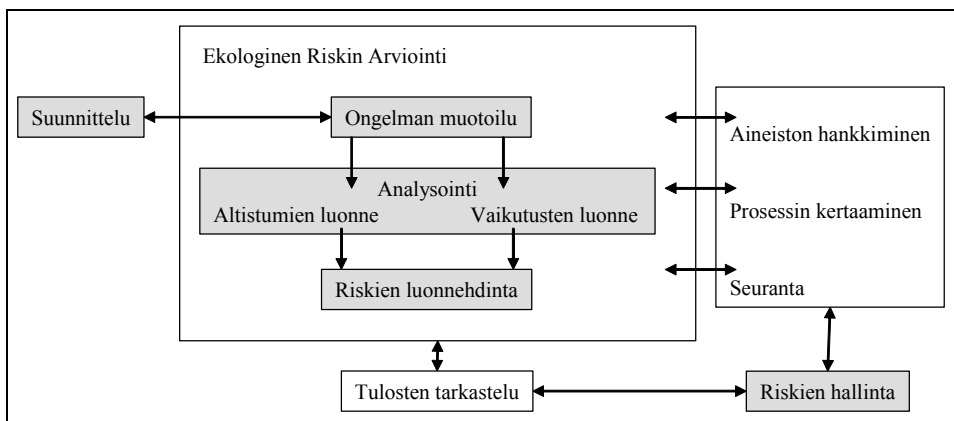 Ekologinen Riskin Arviointi
Suunnittelu
Ongelman muotoilu
Aineiston hankkiminen
Analysointi
Altistumien luonne
Vaikutusten luonne
Prosessin kertaaminen
Riskien luonnehdinta
Seuranta
Tulosten tarkastelu
Riskien hallinta